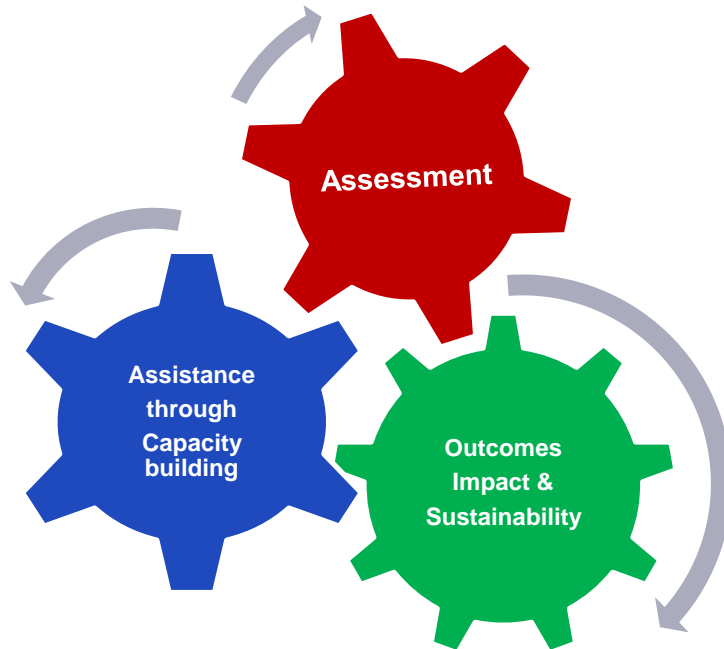 Assessment
Assistance
through
Capacity
building
Outcomes
Impact &
Sustainability